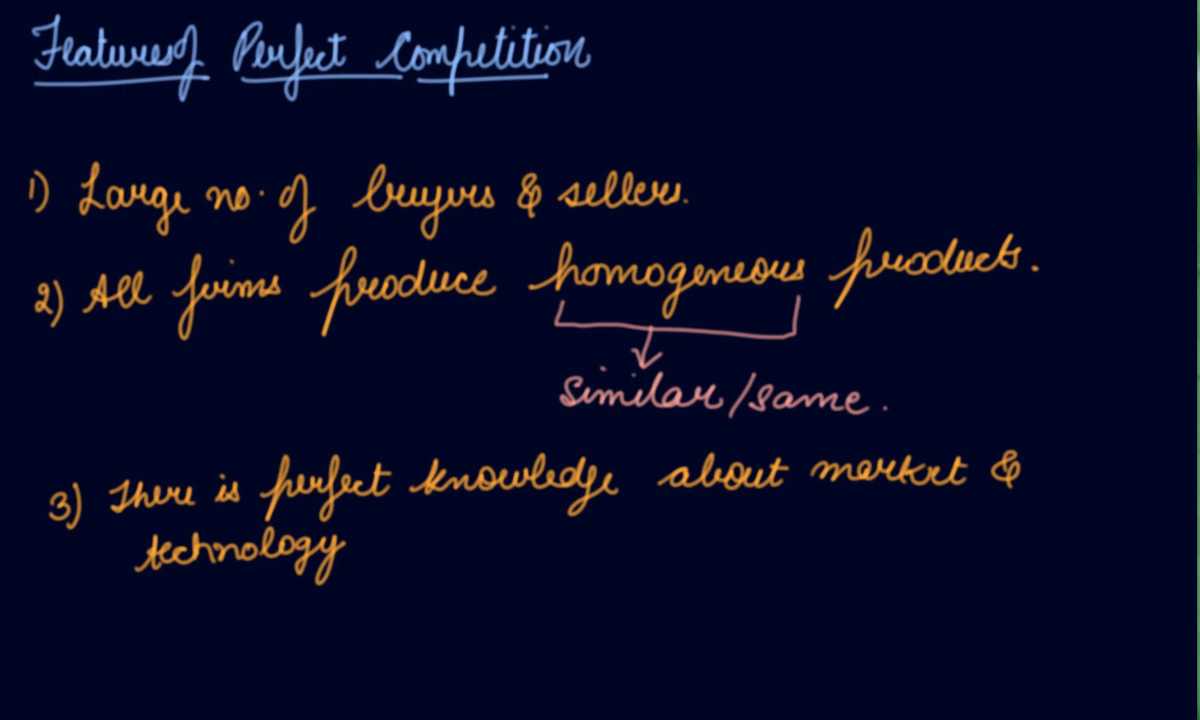 Features of Perfect Competition
1) Large no. of buyers & sellers.
2) All firms produce homogeneous products.
similar/same.
3) There is perfect knowledge about market &
technology